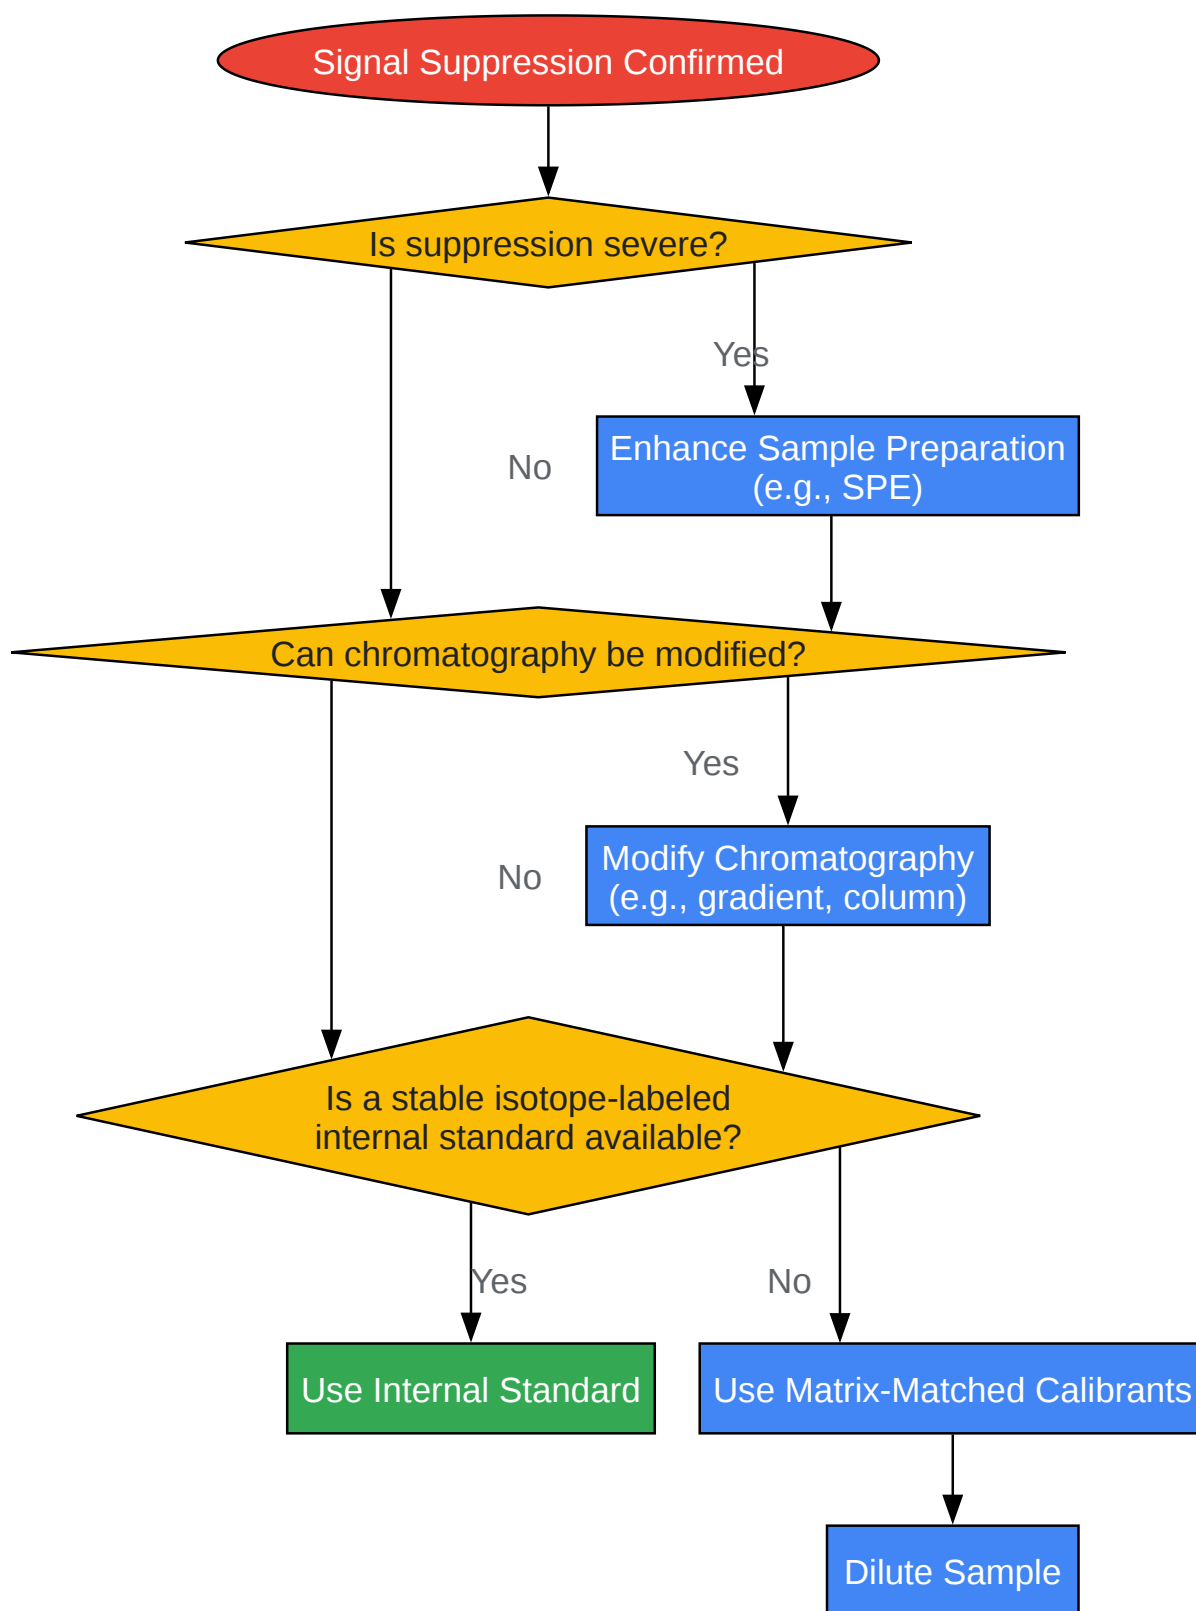 Signal Suppression Confirmed
Is suppression severe?
Yes
Enhance Sample Preparation
(e.g., SPE)
No
Can chromatography be modified?
Yes
Modify Chromatography
(e.g., gradient, column)
No
Is a stable isotope-labeled
internal standard available?
Yes
No
Use Internal Standard
Use Matrix-Matched Calibrants
Dilute Sample